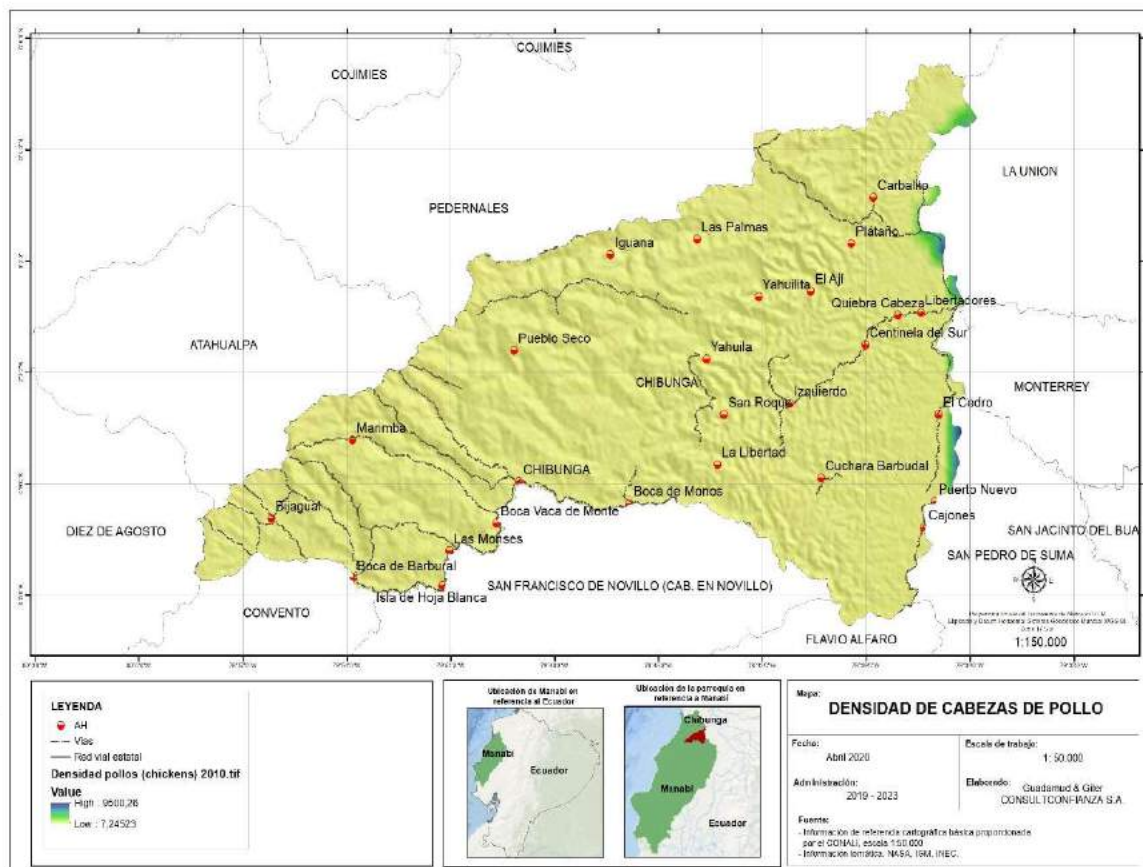 COJIMIES
COJIMIES
LA UNION
Carbalito
PEDERNALES
Las Palmas
Platano
Iguana
El Ají
Yahuilita
Quiebra Cabeza
Libertadores
Centinela del Sur
ATAHUALPA
Pueblo Seco
Yahuila
CHIBUNGA
MONTERREY
Izquierdo
San Roque
El Cedro
Marimba
La Libertad
CHIBUNGA
Cuchara Barbudal
Boca de Monos
Puerto Nuevo
Bijagual
Boca Vaca de Monte
Cajones
DIEZ DE AGOSTO
SAN JACINTO DEL BUA
Las Monses
SAN PEDRO DE SUMA
Boca de Barbural
SAN FRANCISCO DE NOVILLO (CAB. EN NOVILLO)
Isla de Hoja Blanca
CONVENTO
FLAVIO ALFARO
1:150.000
LEYENDA
AH
Vias
Red vial estatal
Densidad pollos (chickens) 2010.tif
Value
High : 9500,26
Low : 7,24523
Ubicación de Manabí en
referencia al Ecuador
Manabí
Ecuador
Ubicación de la parroquia en
referencia a Manabí
Chibunga
Manabí
Ecuador
Mapa:
DENSIDAD DE CABEZAS DE POLLO
Fecha:
Abril 2020
Escala de trabajo:
1: 50.000
Administración:
2019 - 2023
Elaborado:
Guadamud & Giler
CONSULTCONFIANZA S.A.
Fuente:
- Información de referencia cartográfica básica proporcionada
por el CONALI, escala 1:50.000
- Información temática. NASA, IGM, INEC.